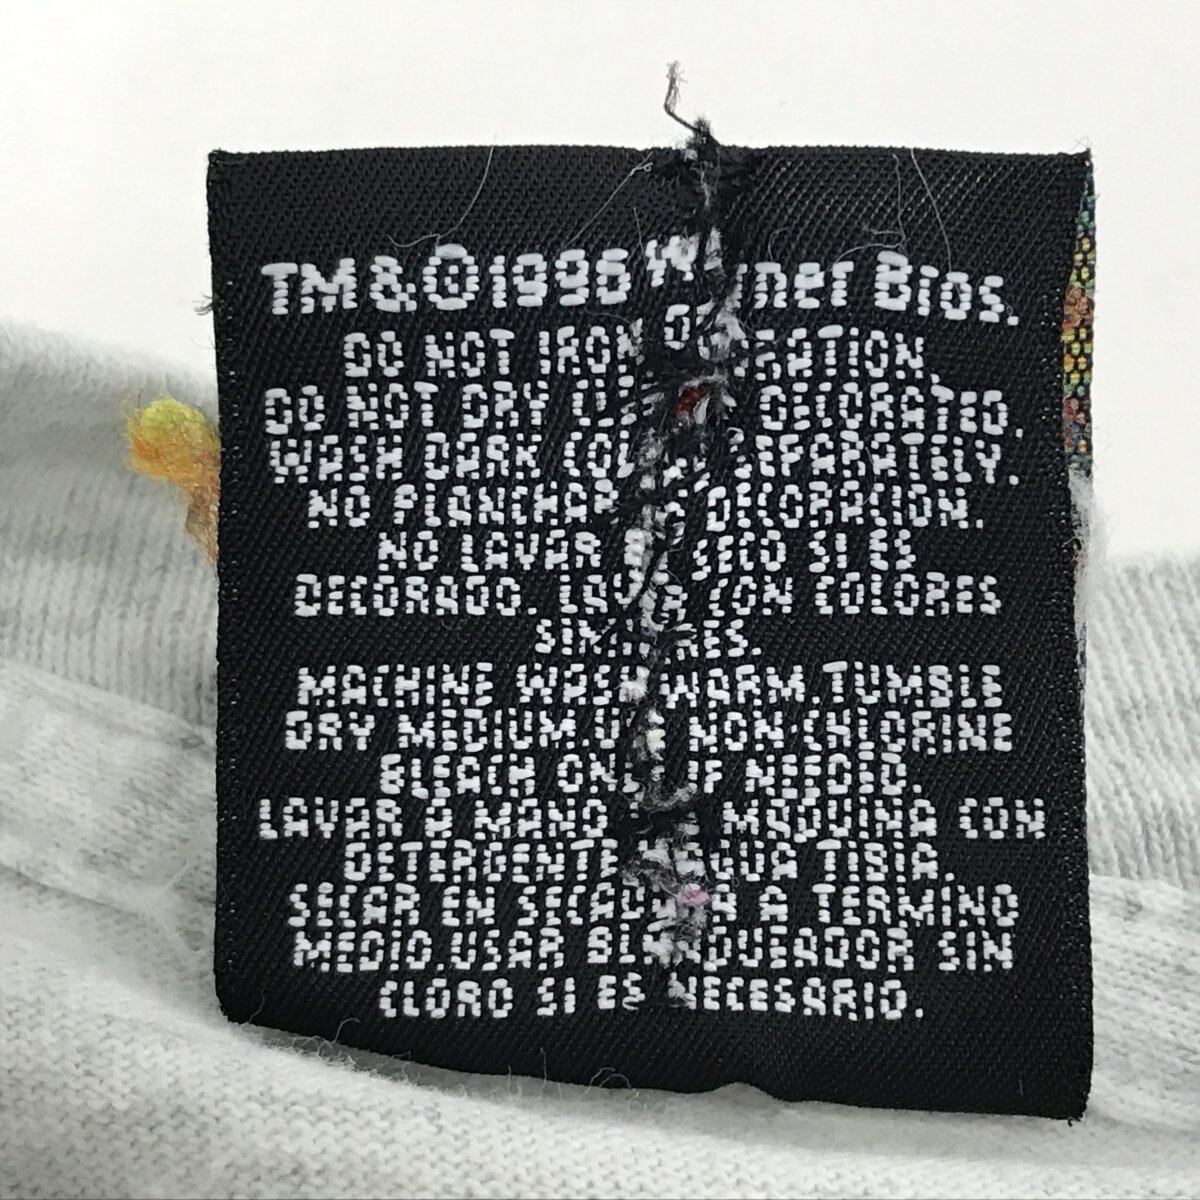 TM & © 1996 Warner Bros.
DO NOT IRON DECORATION.
DO NOT DRY CLEAN DECORATED.
WASH DARK COLORS SEPARATELY.
NO PLANCHAR DECORACION.
NO LAVAR EN SECO SI ES
DECORADO. LAVAR CON COLORES
SIMILARES.
MACHINE WASH WARM. TUMBLE
DRY MEDIUM. USE NON-CHLORINE
BLEACH ONLY IF NEEDED.
LAVAR A MANO MAQUINA CON
DETERGENTE AGUA TIBIA.
SECAR EN SECADORA A TERMINO
MEDIO. USAR BLANQUEADOR SIN
CLORO SI ES NECESARIO.